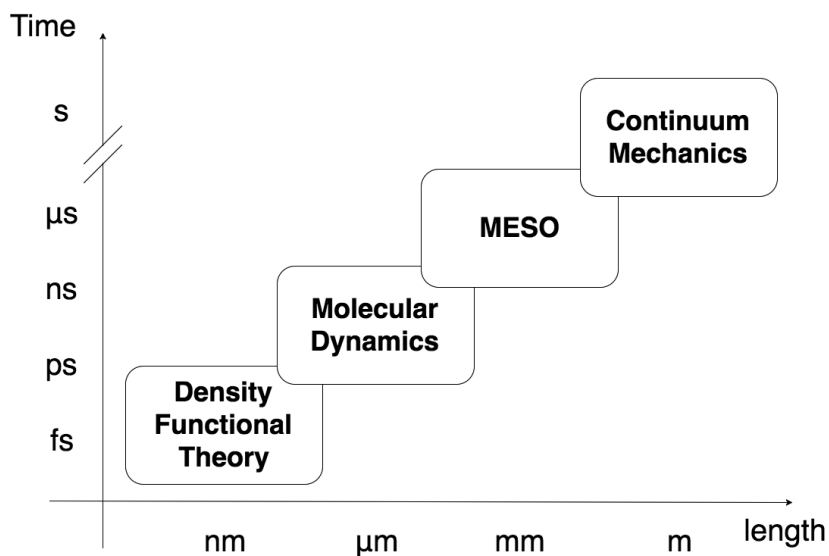 Time
s
Continuum
Mechanics
µs
MESO
ns
Molecular
Dynamics
ps
Density
Functional
Theory
fs
nm
µm
mm
m
length